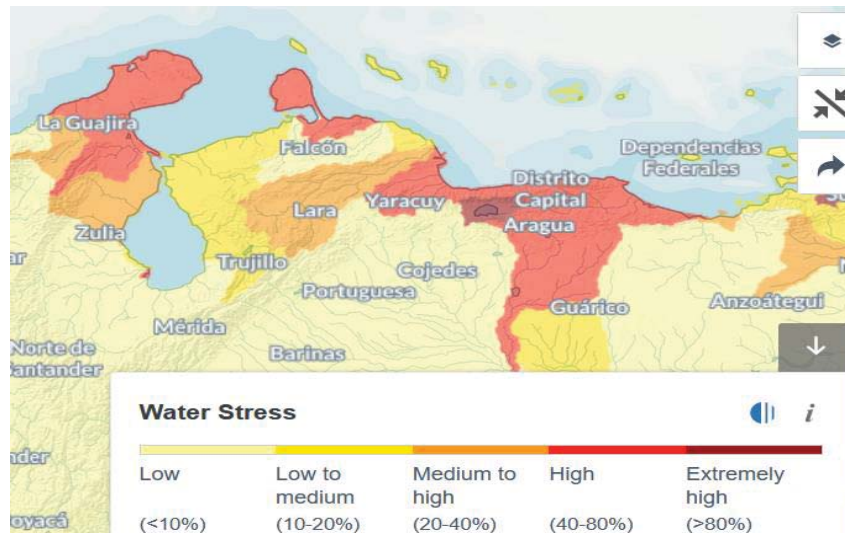 La Guajira
Falcón
Dependencias
Federales
Distrito
Capital
Yaracuy
Lara
Aragua
Zulia
Trujillo
Cojedes
Portuguesa
Guárico
Anzoátegui
Mérida
Norte de
Santander
Barinas
Water Stress
i
Low
Low to
medium
Medium to
high
High
Extremely
high
(<10%)
(10-20%)
(20-40%)
(40-80%)
(>80%)